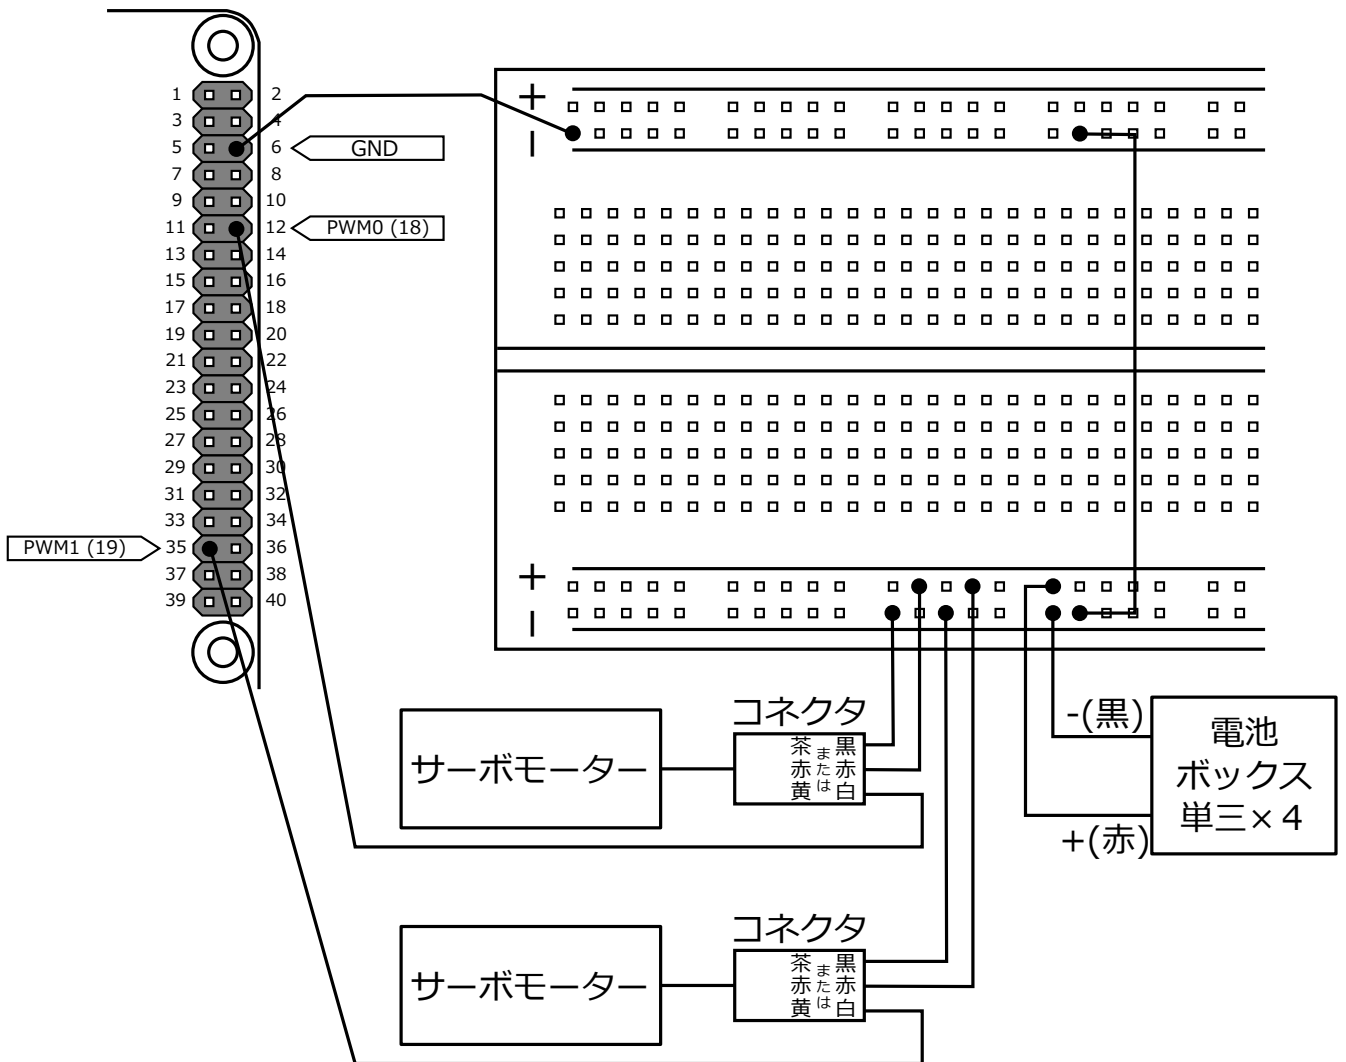 1 2
3 4
5 6
GND
7 8
9 10
11 12
PWM0 (18)
13 14
15 16
17 18
19 20
21 22
23 24
25 26
27 28
29 30
31 32
33 34
PWM1 (19)
35 36
37 38
39 40
+
-
+
-
コネクタ
サーボモーター
茶 または 黒
赤 赤
黄 白
-(黒)
+(赤)
電池
ボックス
単三×4
コネクタ
サーボモーター
茶 または 黒
赤 赤
黄 白